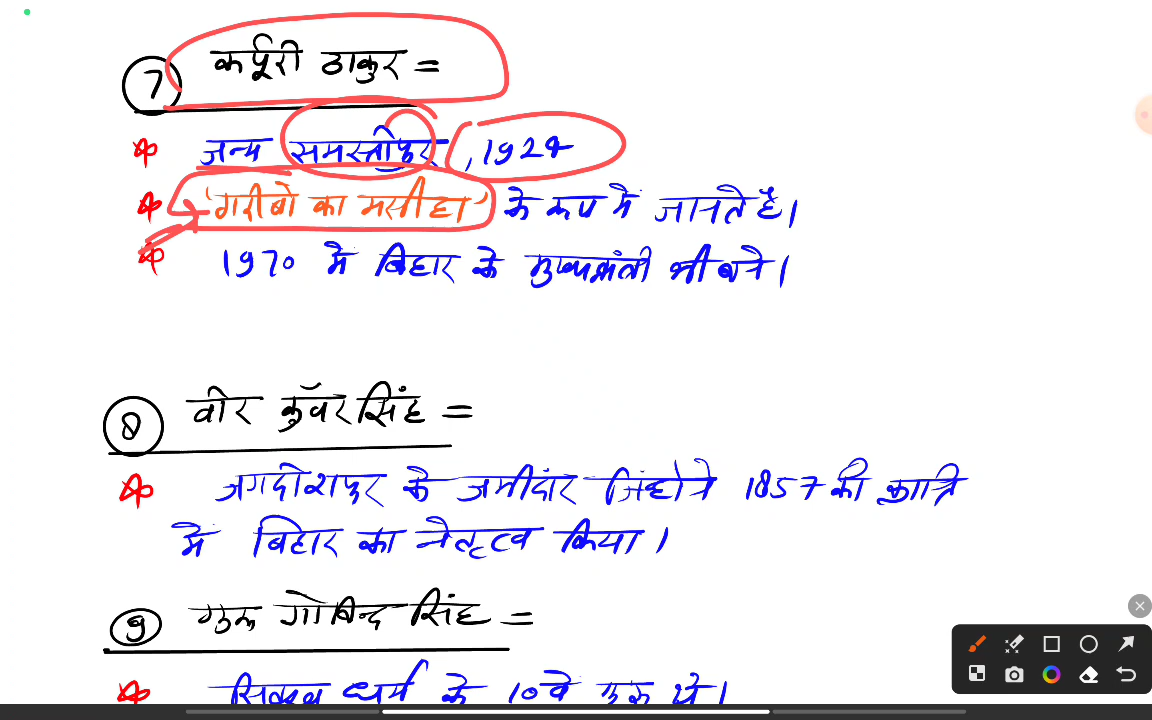 7 कर्पूरी ठाकुर =
जन्म समस्तीपुर, 1924
'गरीबो का मसीहा' के रूप में जानते हैं।
1970 मे बिहार के मुख्यमंत्री भी बने।
8 वीर कुँवर सिंह =
जगदीशपुर के जमींदार जिंहोने 1857 की क्रान्ति
में बिहार का नेतृत्व किया।
9 गुरू गोबिन्द सिंह =
सिक्ख धर्म के 10वे गुरू थे।